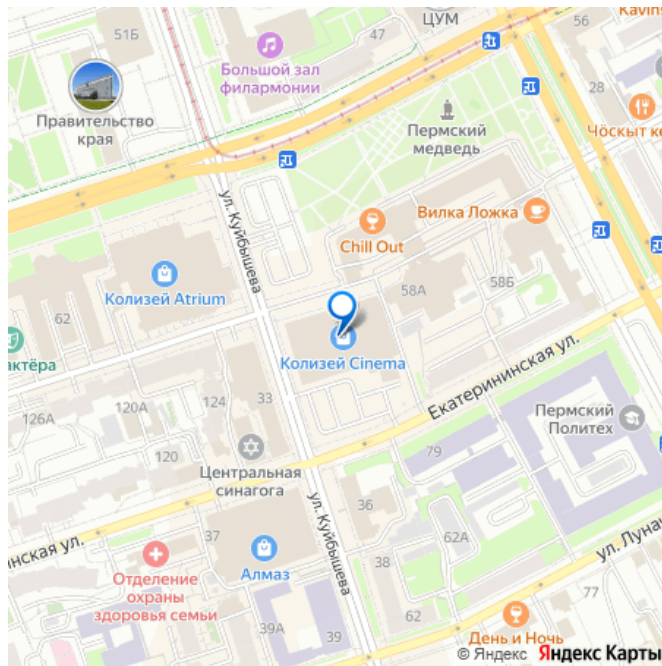 ЦУМ
Kavins
51Б
47
56
Большой зал
филармонии
28
Правительство
края
Пермский
медведь
Чӧскыт к
ул. Куйбышева
Вилка Ложка
Chill Out
Колизей Atrium
58А
58Б
62
актёра
Колизей Cinema
Екатерининская ул.
33
124
120А
126А
Пермский
Политех
120
79
Центральная
синагога
ул. Куйбышева
36
нская ул.
37
62А
ул. Луна
Алмаз
38
Отделение
охраны
здоровья семьи
77
62
39А
39
День и Ночь
© Яндекс Яндекс Карты